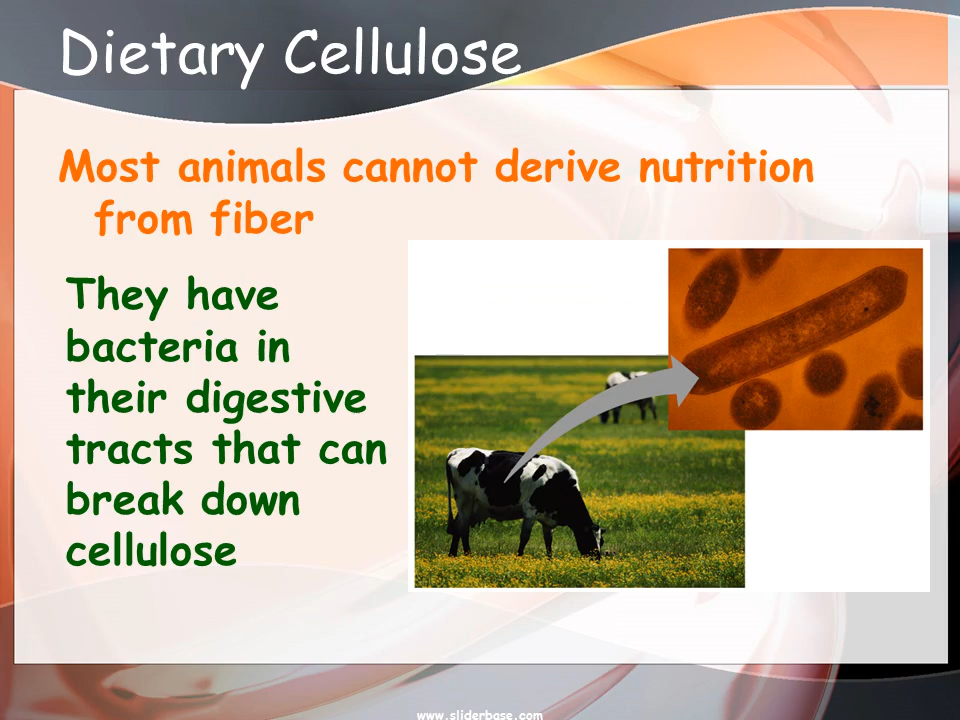 Dietary Cellulose
Most animals cannot derive nutrition
from fiber
They have
bacteria in
their digestive
tracts that can
break down
cellulose
www.sliderbase.com